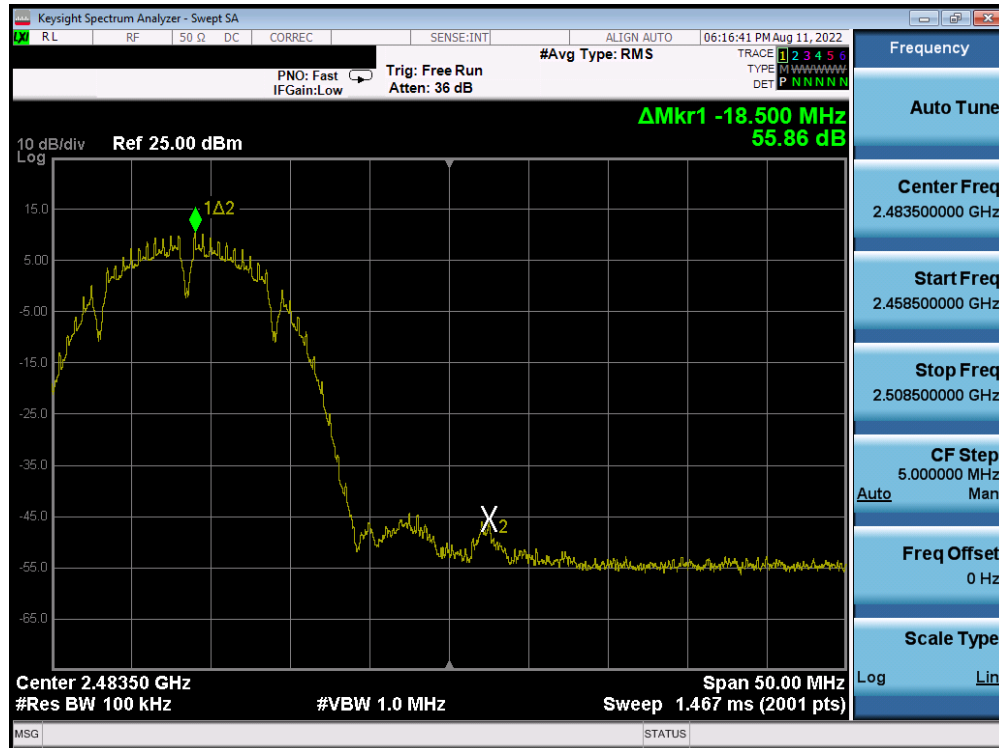 Keysight Spectrum Analyzer - Swept SA
LXI RL RF 50 Ω DC CORREC SENSE:INT ALIGN AUTO 06:16:41 PM Aug 11, 2022
#Avg Type: RMS
TRACE 1 2 3 4 5 6
TYPE M W W W W W
DET P N N N N N
PNO: Fast
IFGain:Low
Trig: Free Run
Atten: 36 dB
ΔMkr1 -18.500 MHz
55.86 dB
10 dB/div
Log
Ref 25.00 dBm
15.0
5.00
-5.00
-15.0
-25.0
-35.0
-45.0
-55.0
-65.0
1Δ2
X2
Center 2.48350 GHz
Span 50.00 MHz
#Res BW 100 kHz
#VBW 1.0 MHz
Sweep 1.467 ms (2001 pts)
MSG
STATUS
Frequency
Auto Tune
Center Freq
2.483500000 GHz
Start Freq
2.458500000 GHz
Stop Freq
2.508500000 GHz
CF Step
5.000000 MHz
Auto Man
Freq Offset
0 Hz
Scale Type
Log Lin